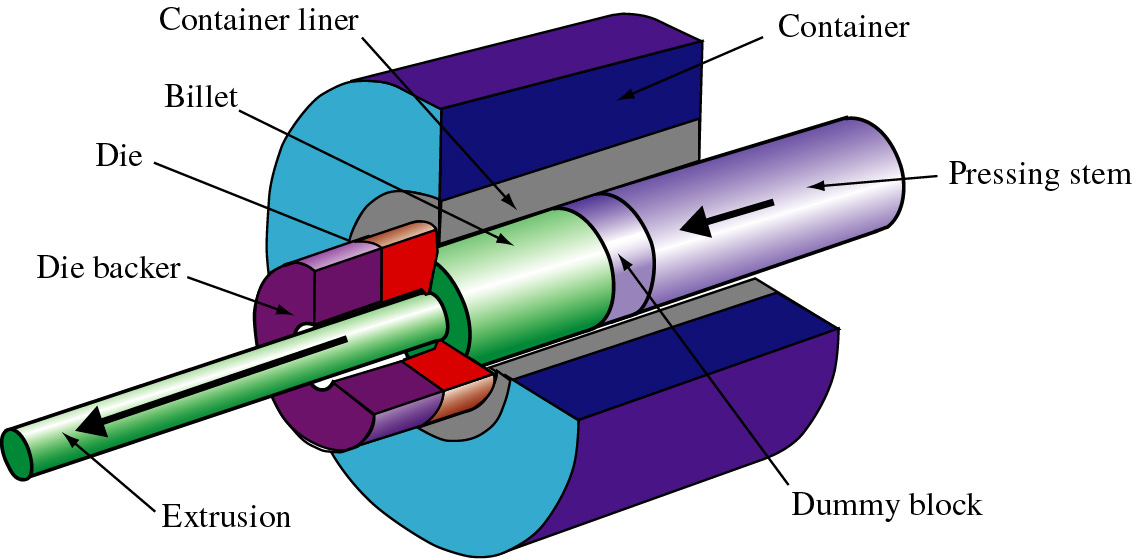 Container liner
Container
Billet
Die
Pressing stem
Die backer
Dummy block
Extrusion